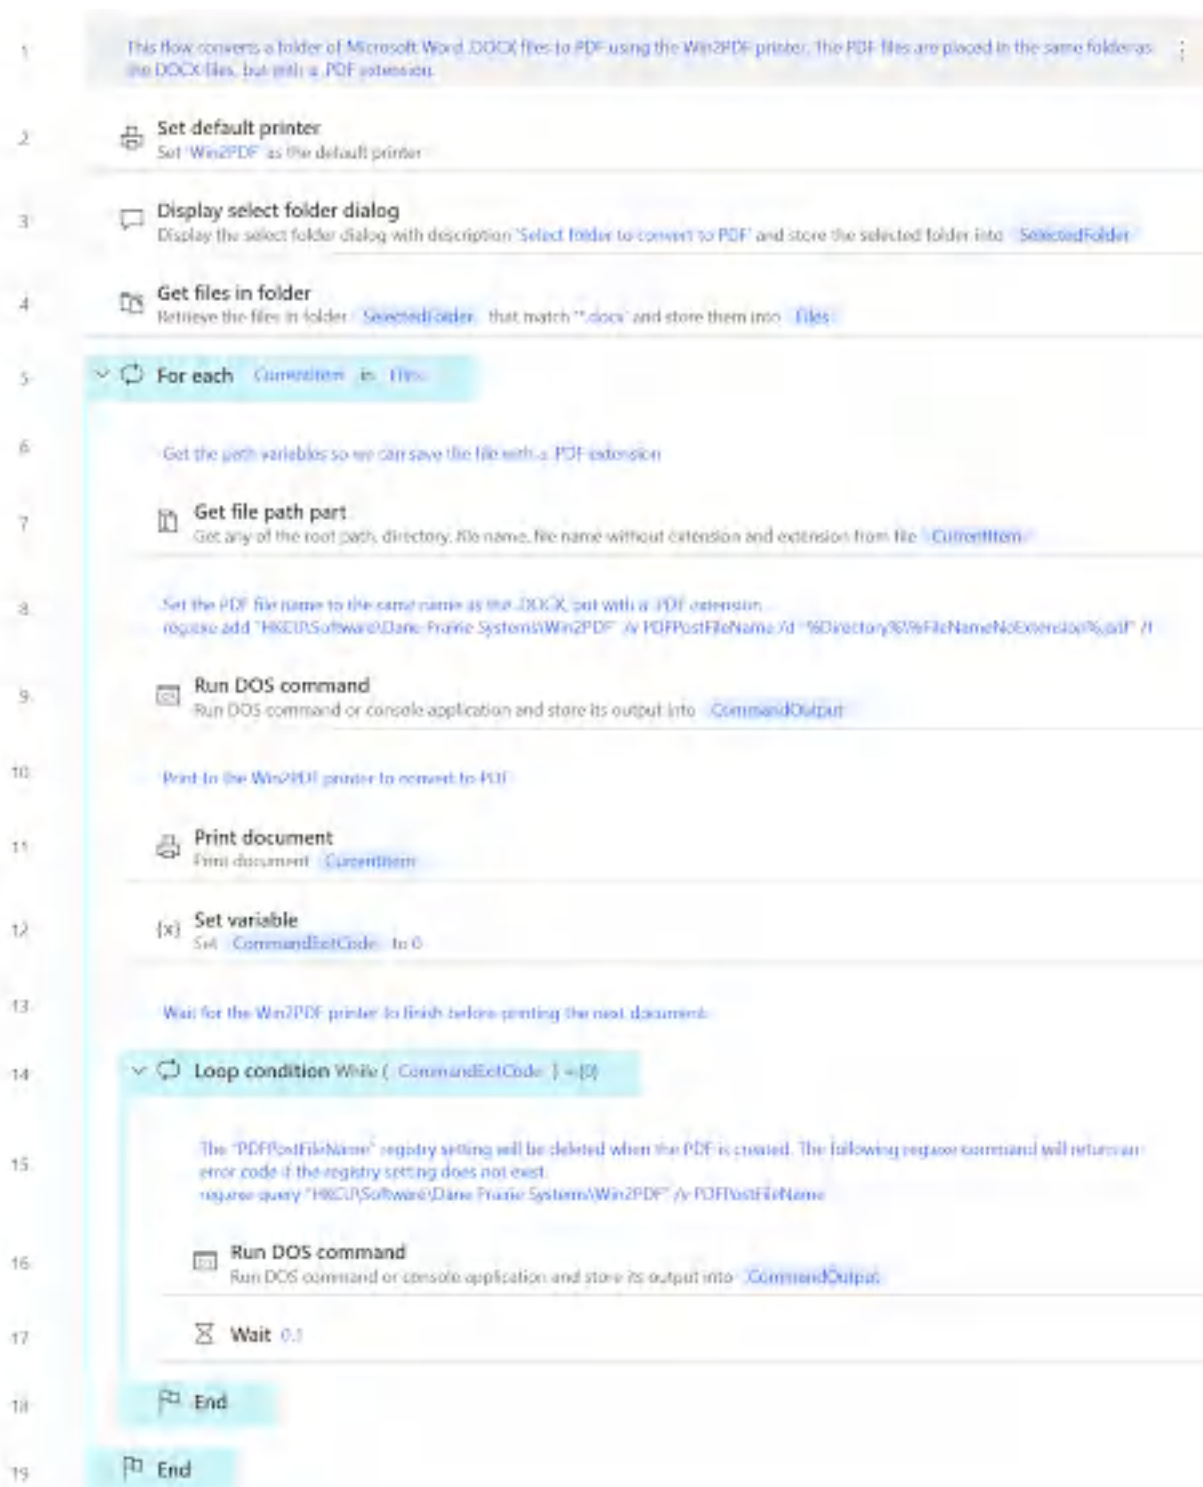 1
This flow converts a folder of Microsoft Word .DOCX files to PDF using the Win2PDF printer. The PDF files are placed in the same folder as
the DOCX files, but with a .PDF extension.
2
Set default printer
Set 'Win2PDF' as the default printer
3
Display select folder dialog
Display the select folder dialog with description 'Select folder to convert to PDF' and store the selected folder into SelectedFolder
4
Get files in folder
Retrieve the files in folder SelectedFolder that match '*.docx' and store them into Files
5
For each CurrentItem in Files
6
Get the path variables so we can save the file with a .PDF extension
7
Get file path part
Get any of the root path, directory, file name, file name without extension and extension from file CurrentItem
8
Set the PDF file name to the same name as the .DOCX, but with a .PDF extension
reg.exe add "HKCU\Software\Dane Prairie Systems\Win2PDF" /v PDFPostFileName /d "%Directory%\%FileNameNoExtension%.pdf" /f
9
Run DOS command
Run DOS command or console application and store its output into CommandOutput
10
Print to the Win2PDF printer to convert to PDF
11
Print document
Print document CurrentItem
12
{x} Set variable
Set CommandExitCode to 0
13
Wait for the Win2PDF printer to finish before printing the next document.
14
Loop condition While ( CommandExitCode ) = (0)
15
The "PDFPostFileName" registry setting will be deleted when the PDF is created. The following reg.exe command will return an
error code if the registry setting does not exist.
reg.exe query "HKCU\Software\Dane Prairie Systems\Win2PDF" /v PDFPostFileName
16
Run DOS command
Run DOS command or console application and store its output into CommandOutput
17
Wait 0.1
18
End
19
End